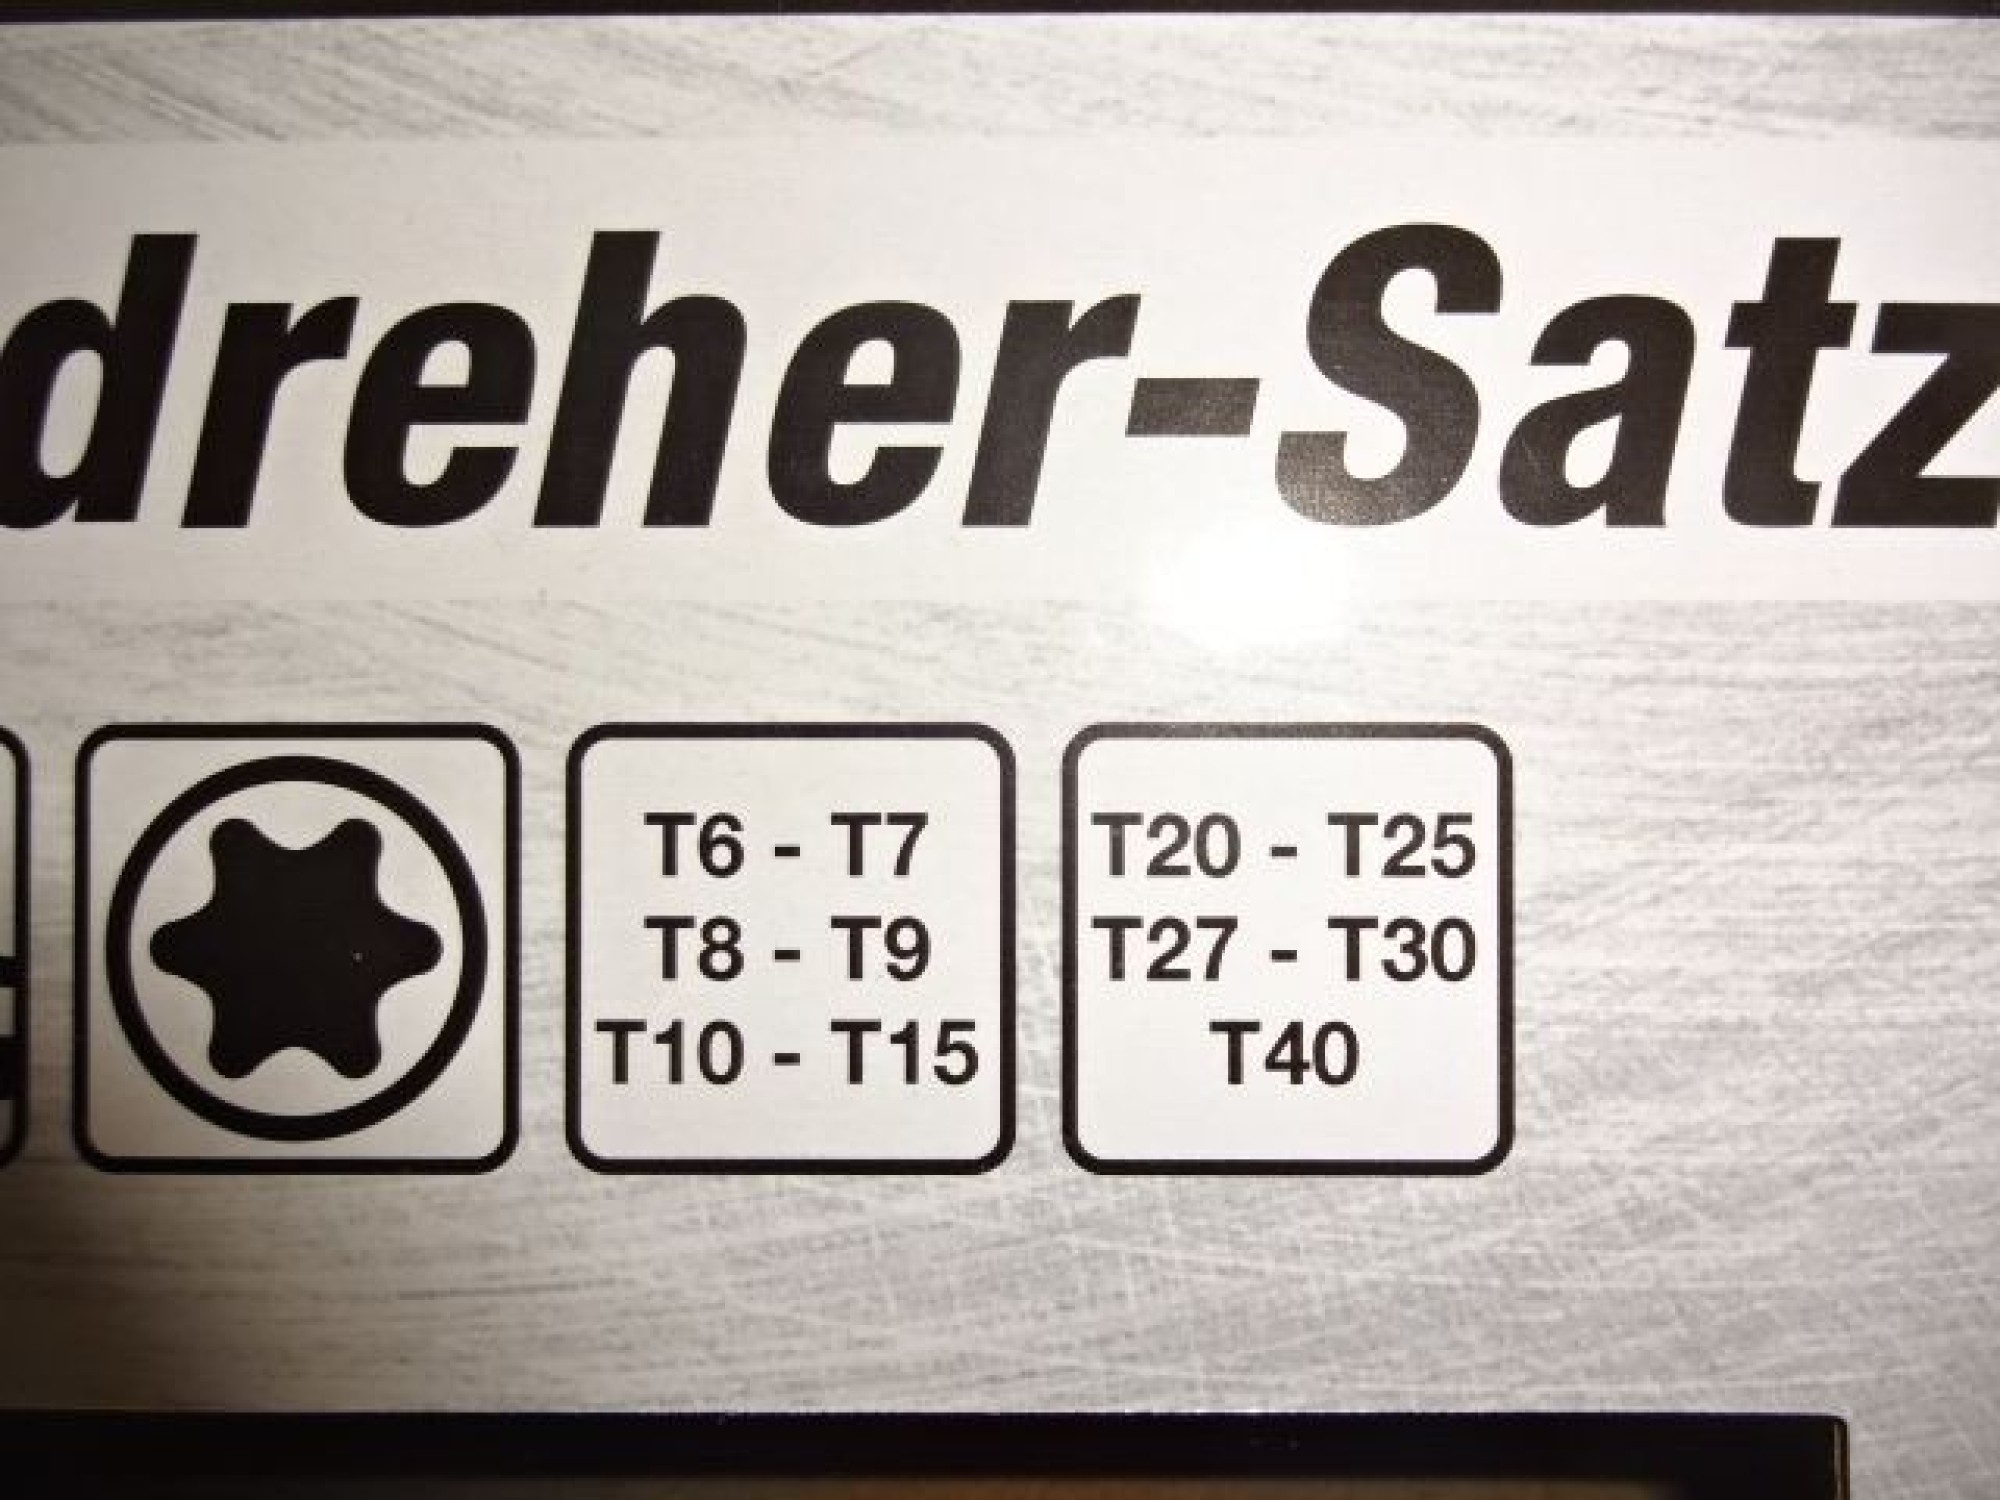 dreher-Satz
T6 - T7
T8 - T9
T10 - T15
T20 - T25
T27 - T30
T40